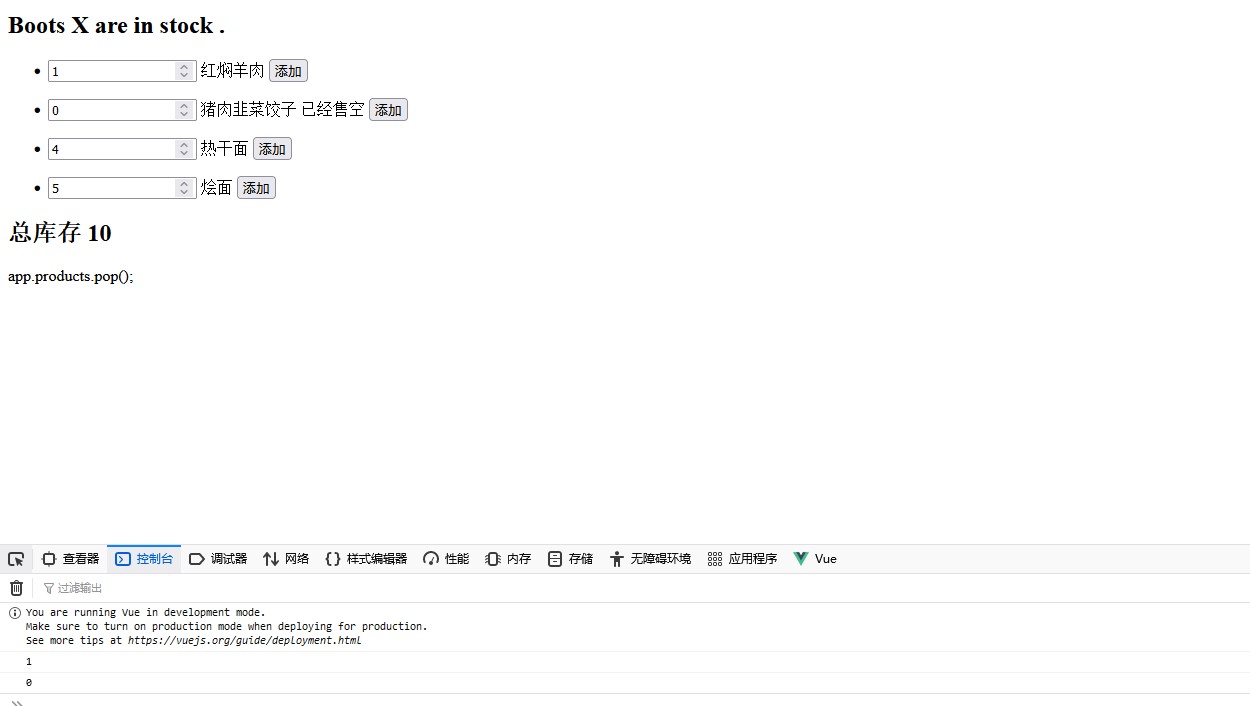 Boots X are in stock .
1 红焖羊肉 添加
0 猪肉韭菜饺子 已经售空 添加
4 热干面 添加
5 烩面 添加
总库存 10
app.products.pop();
查看器 控制台 调试器 网络 样式编辑器 性能 内存 存储 无障碍环境 应用程序 Vue
过滤输出
You are running Vue in development mode.
Make sure to turn on production mode when deploying for production.
See more tips at https://vuejs.org/guide/deployment.html
1
0